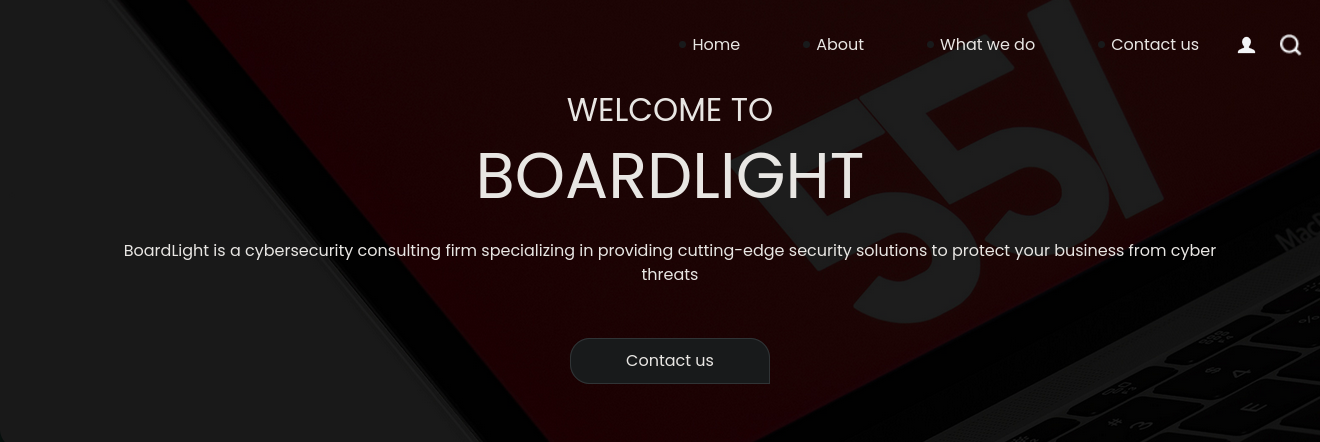 Home About What we do Contact us
WELCOME TO
BOARDLIGHT
BoardLight is a cybersecurity consulting firm specializing in providing cutting-edge security solutions to protect your business from cyber
threats
Contact us
55/